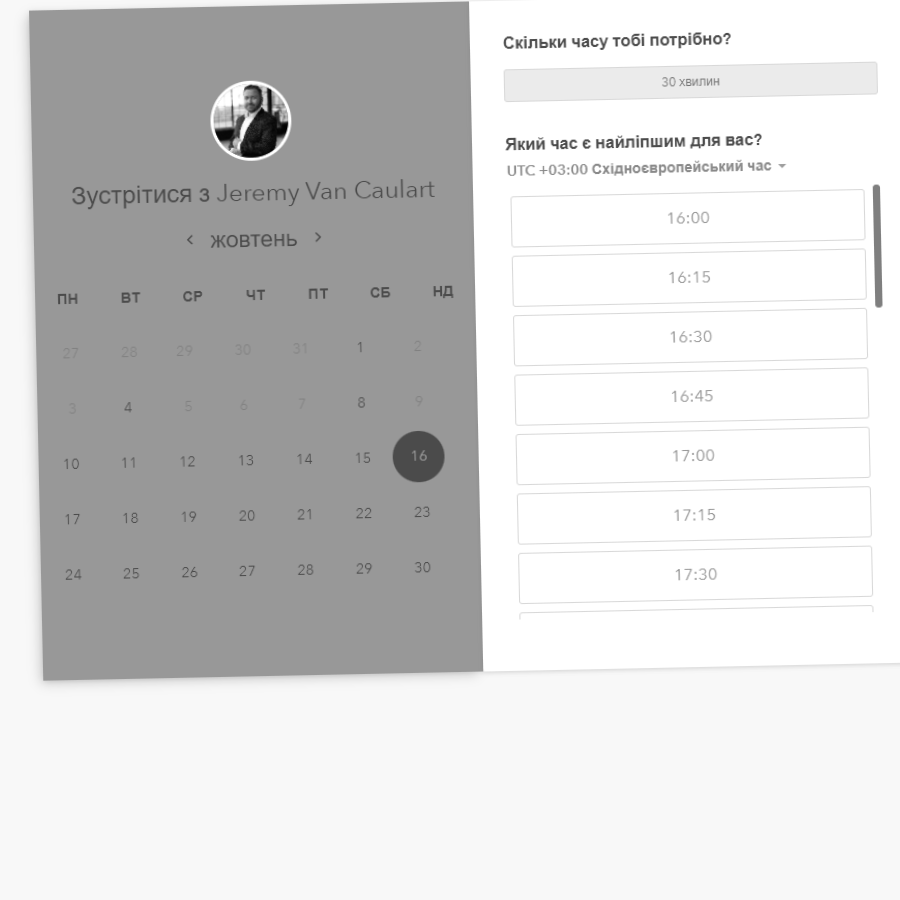 Зустрітися з Jeremy Van Caulart
жовтень
ПН ВТ СР ЧТ ПТ СБ НД
27 28 29 30 31 1 2
3 4 5 6 7 8 9
10 11 12 13 14 15 16
17 18 19 20 21 22 23
24 25 26 27 28 29 30
Скільки часу тобі потрібно?
30 хвилин
Який час є найліпшим для вас?
UTC +03:00 Східноєвропейський час
16:00
16:15
16:30
16:45
17:00
17:15
17:30